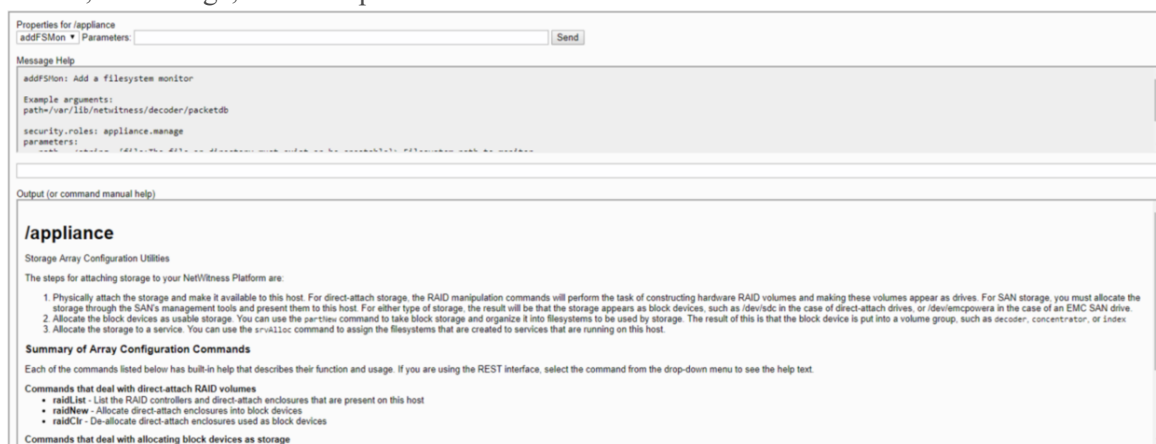 Properties for /appliance
addFSMon Parameters: Send
Message Help
addFSMon: Add a filesystem monitor
Example arguments:
path=/var/lib/netwitness/decoder/packetdb
security.roles: appliance.manage
parameters:
Output (or command manual help)
/appliance
Storage Array Configuration Utilities
The steps for attaching storage to your NetWitness Platform are:
1. Physically attach the storage and make it available to this host. For direct-attach storage, the RAID manipulation commands will perform the task of constructing hardware RAID volumes and making these volumes appear as drives. For SAN storage, you must allocate the
storage through the SAN's management tools and present them to this host. For either type of storage, the result will be that the storage appears as block devices, such as /dev/sdc in the case of direct-attach drives, or /dev/emcpowera in the case of an EMC SAN drive.
2. Allocate the block devices as usable storage. You can use the partNew command to take block storage and organize it into filesystems to be used by storage. The result of this is that the block device is put into a volume group, such as decoder, concentrator, or index
3. Allocate the storage to a service. You can use the srvAlloc command to assign the filesystems that are created to services that are running on this host.
Summary of Array Configuration Commands
Each of the commands listed below has built-in help that describes their function and usage. If you are using the REST interface, select the command from the drop-down menu to see the help text.
Commands that deal with direct-attach RAID volumes
• raidList - List the RAID controllers and direct-attach enclosures that are present on this host
• raidNew - Allocate direct-attach enclosures into block devices
• raidClr - De-allocate direct-attach enclosures used as block devices
Commands that deal with allocating block devices as storage